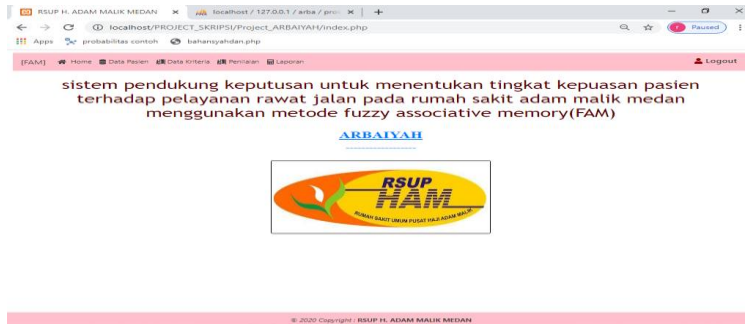 RSUP H. ADAM MALIK MEDAN
localhost / 127.0.0.1 / arba / pro
localhost/PROJECT_SKRIPSI/Project_ARBAIYAH/index.php
Paused
Apps probabilitas contoh bahansyahdan.php
[FAM] Home Data Pasien Data Kriteria Penilaian Laporan Logout
sistem pendukung keputusan untuk menentukan tingkat kepuasan pasien
terhadap pelayanan rawat jalan pada rumah sakit adam malik medan
menggunakan metode fuzzy associative memory(FAM)
ARBAIYAH
------------------
RSUP
HAM
RUMAH SAKIT UMUM PUSAT HAJI ADAM MALIK
© 2020 Copyright : RSUP H. ADAM MALIK MEDAN